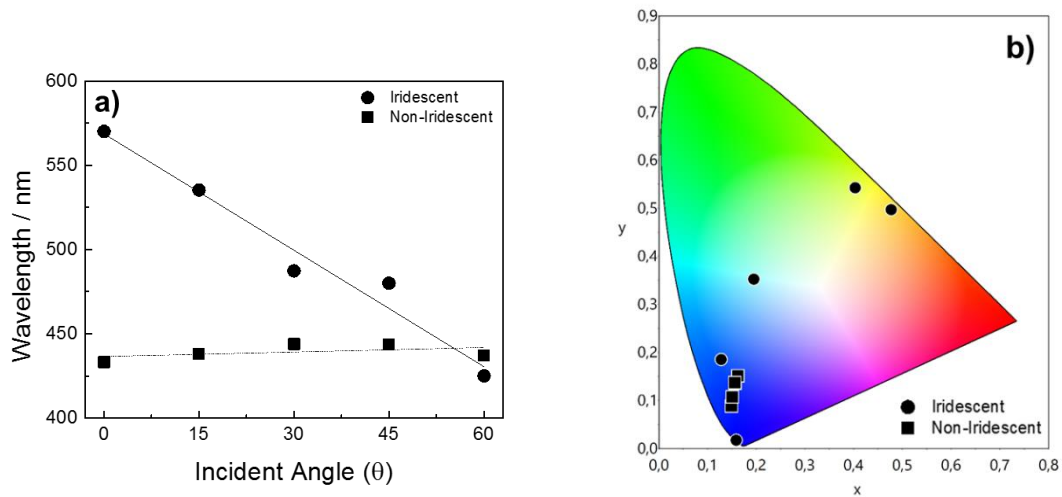 a)
Iridescent
Non-Iridescent
600
550
500
450
400
Wavelength / nm
0 15 30 45 60
Incident Angle (θ)
b)
0,9
0,8
0,7
0,6
0,5
0,4
0,3
0,2
0,1
0,0
y
Iridescent
Non-Iridescent
0,0 0,1 0,2 0,3 0,4 0,5 0,6 0,7 0,8
x